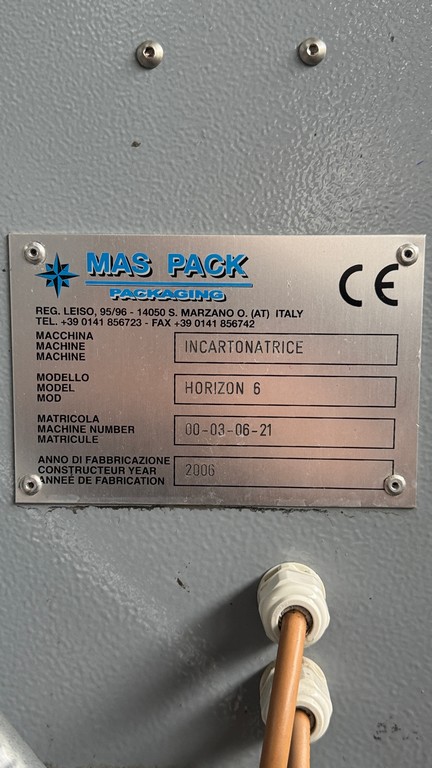 MAS PACK
PACKAGING
CE
REG. LEISO, 95/96 - 14050 S. MARZANO O. (AT) ITALY
TEL. +39 0141 856723 - FAX +39 0141 856742
MACCHINA
MACHINE
MACHINE
INCARTONATRICE
MODELLO
MODEL
MOD
HORIZON 6
MATRICOLA
MACHINE NUMBER
MATRICULE
00-03-06-21
ANNO DI FABBRICAZIONE
CONSTRUCTEUR YEAR
ANNEÉ DE FABRICATION
2006